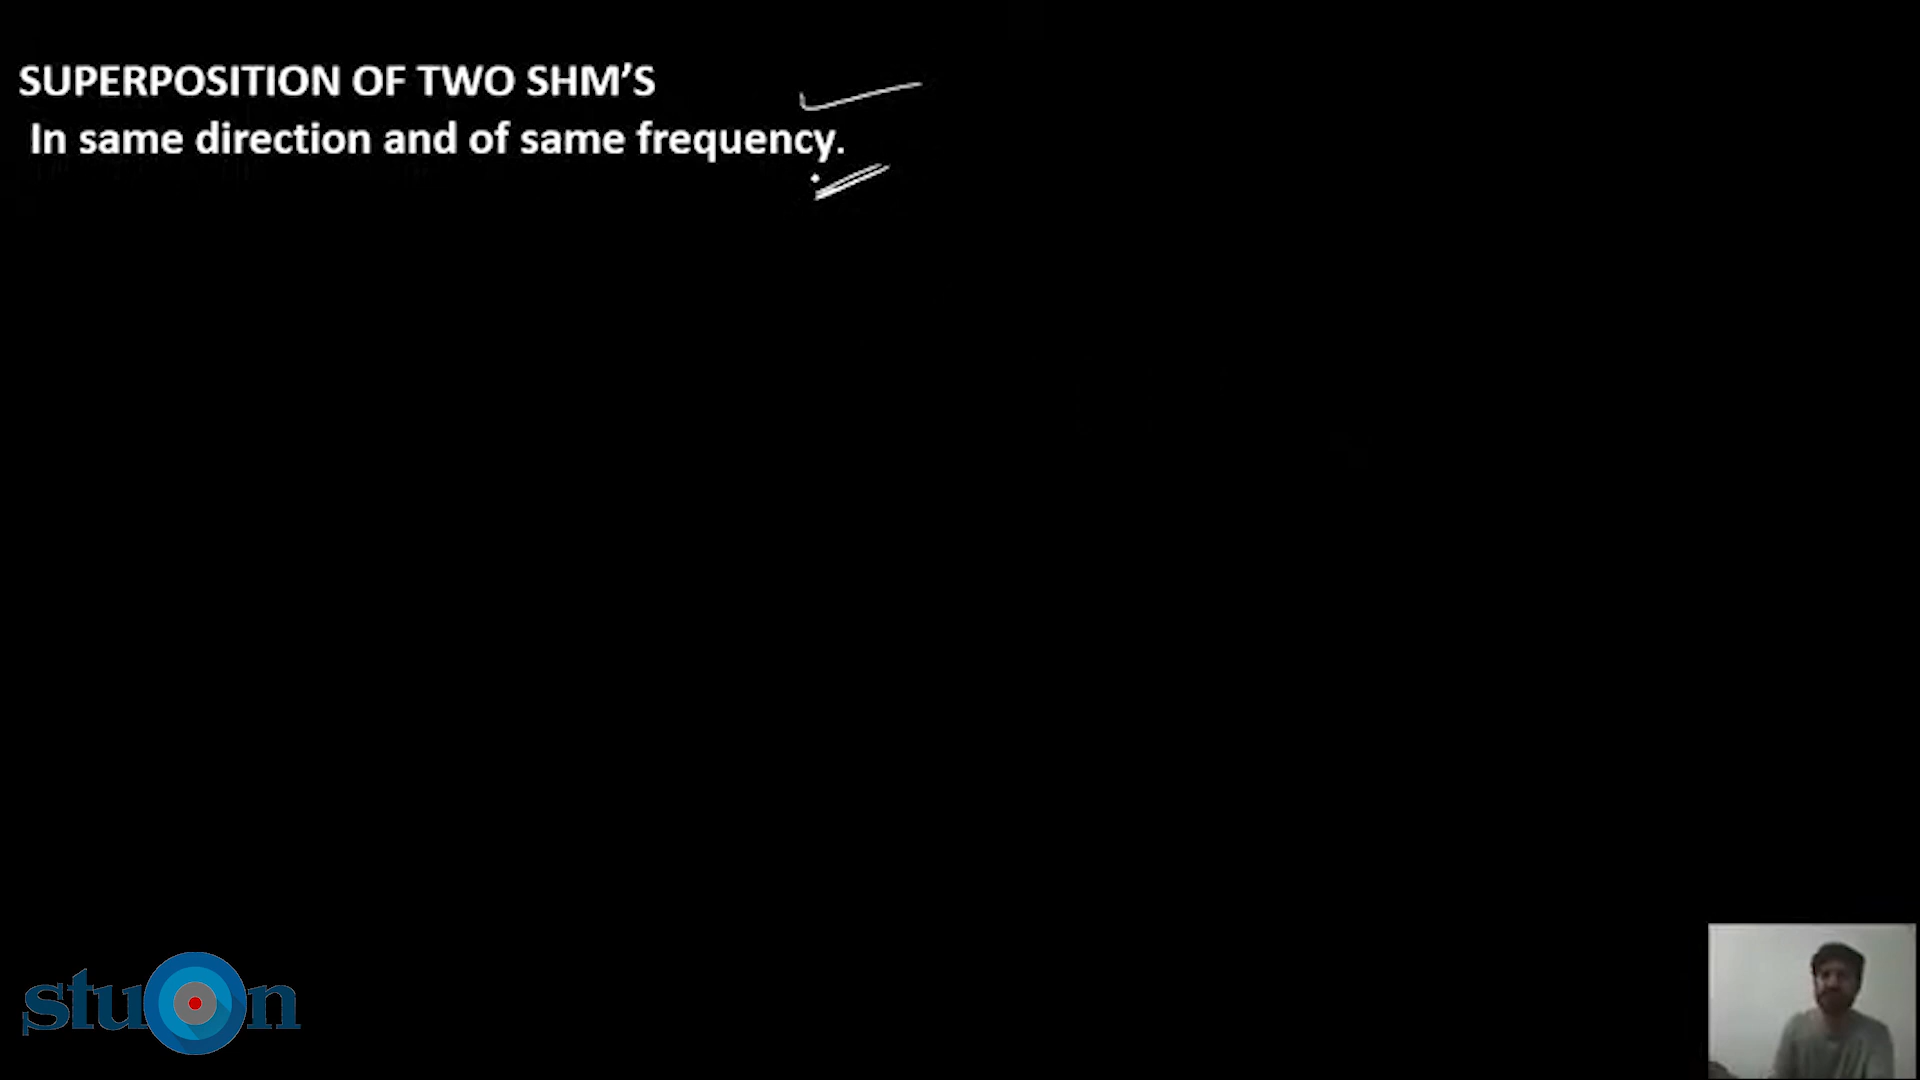 SUPERPOSITION OF TWO SHM’S
In same direction and of same frequency.
stuOn